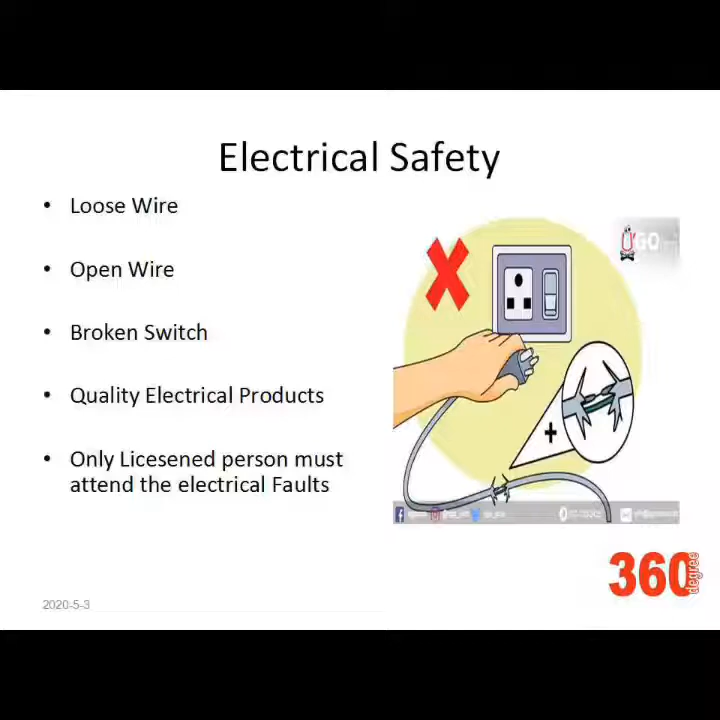 Electrical Safety
• Loose Wire
• Open Wire
• Broken Switch
• Quality Electrical Products
• Only Licesened person must
attend the electrical Faults
GO
+
360
degree
2020-5-3